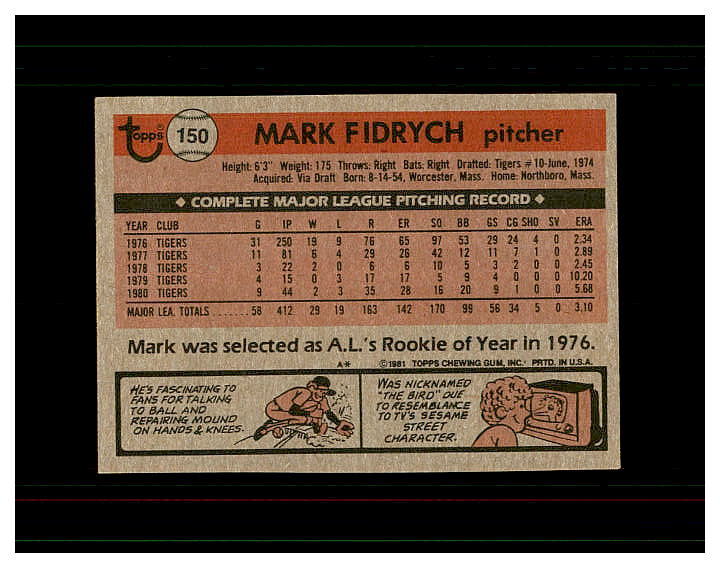 Topps® 150 MARK FIDRYCH pitcher
Height: 6'3" Weight: 175 Throws: Right Bats: Right Drafted: Tigers #10-June, 1974
Acquired: Via Draft Born: 8-14-54, Worcester, Mass. Home: Northboro, Mass.
◆ COMPLETE MAJOR LEAGUE PITCHING RECORD ◆
YEAR CLUB G IP W L R ER SO BB GS CG SHO SV ERA
1976 TIGERS 31 250 19 9 76 65 97 53 29 24 4 0 2.34
1977 TIGERS 11 81 6 4 29 26 42 12 11 7 1 0 2.89
1978 TIGERS 3 22 2 0 6 6 10 5 3 2 0 0 2.45
1979 TIGERS 4 15 0 3 17 17 5 9 4 0 0 0 10.20
1980 TIGERS 9 44 2 3 35 28 16 20 9 1 0 0 5.68
MAJOR LEA. TOTALS ....... 58 412 29 19 163 142 170 99 56 34 5 0 3.10
Mark was selected as A.L.'s Rookie of Year in 1976.
A* ©1981 TOPPS CHEWING GUM, INC. PRTD. IN U.S.A.
HE'S FASCINATING TO
FANS FOR TALKING
TO BALL AND
REPAIRING MOUND
ON HANDS & KNEES.
WAS NICKNAMED
"THE BIRD" DUE
TO RESEMBLANCE
TO TV'S SESAME
STREET
CHARACTER.